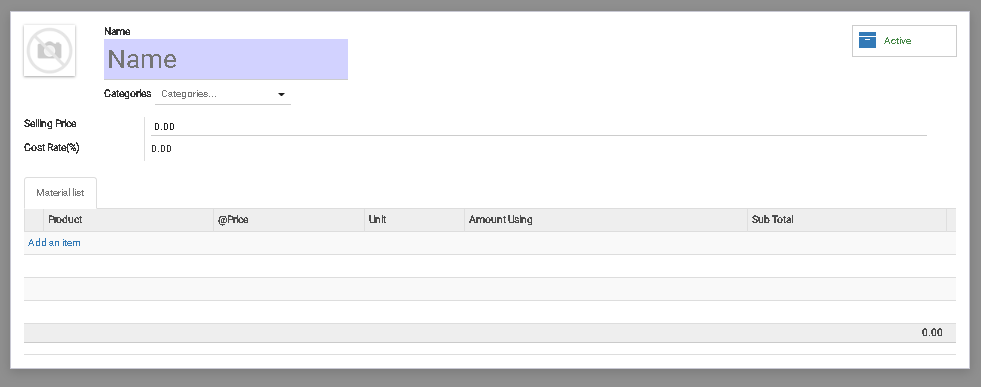 Name
Name
Active
Categories Categories...
Selling Price 0.00
Cost Rate(%) 0.00
Material list
Product @Price Unit Amount Using Sub Total
Add an item
0.00